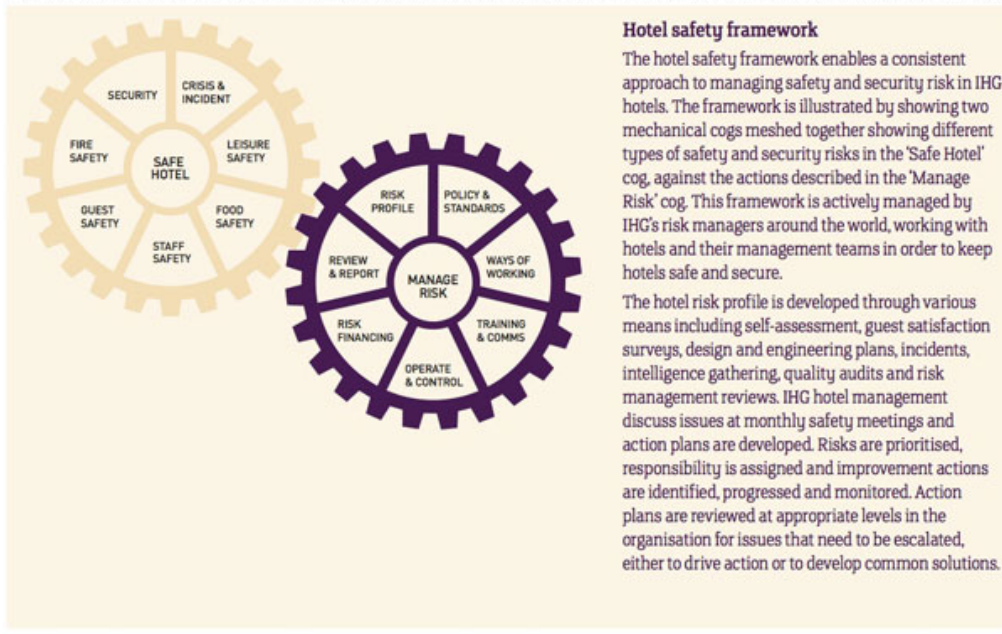 SECURITY
CRISIS &
INCIDENT
FIRE
SAFETY
SAFE
HOTEL
LEISURE
SAFETY
GUEST
SAFETY
FOOD
SAFETY
STAFF
SAFETY
RISK
PROFILE
POLICY &
STANDARDS
REVIEW
& REPORT
MANAGE
RISK
WAYS OF
WORKING
RISK
FINANCING
TRAINING
& COMMS
OPERATE
& CONTROL
Hotel safety framework
The hotel safety framework enables a consistent
approach to managing safety and security risk in IHG
hotels. The framework is illustrated by showing two
mechanical cogs meshed together showing different
types of safety and security risks in the ‘Safe Hotel’
cog, against the actions described in the ‘Manage
Risk’ cog. This framework is actively managed by
IHG’s risk managers around the world, working with
hotels and their management teams in order to keep
hotels safe and secure.
The hotel risk profile is developed through various
means including self-assessment, guest satisfaction
surveys, design and engineering plans, incidents,
intelligence gathering, quality audits and risk
management reviews. IHG hotel management
discuss issues at monthly safety meetings and
action plans are developed. Risks are prioritised,
responsibility is assigned and improvement actions
are identified, progressed and monitored. Action
plans are reviewed at appropriate levels in the
organisation for issues that need to be escalated,
either to drive action or to develop common solutions.